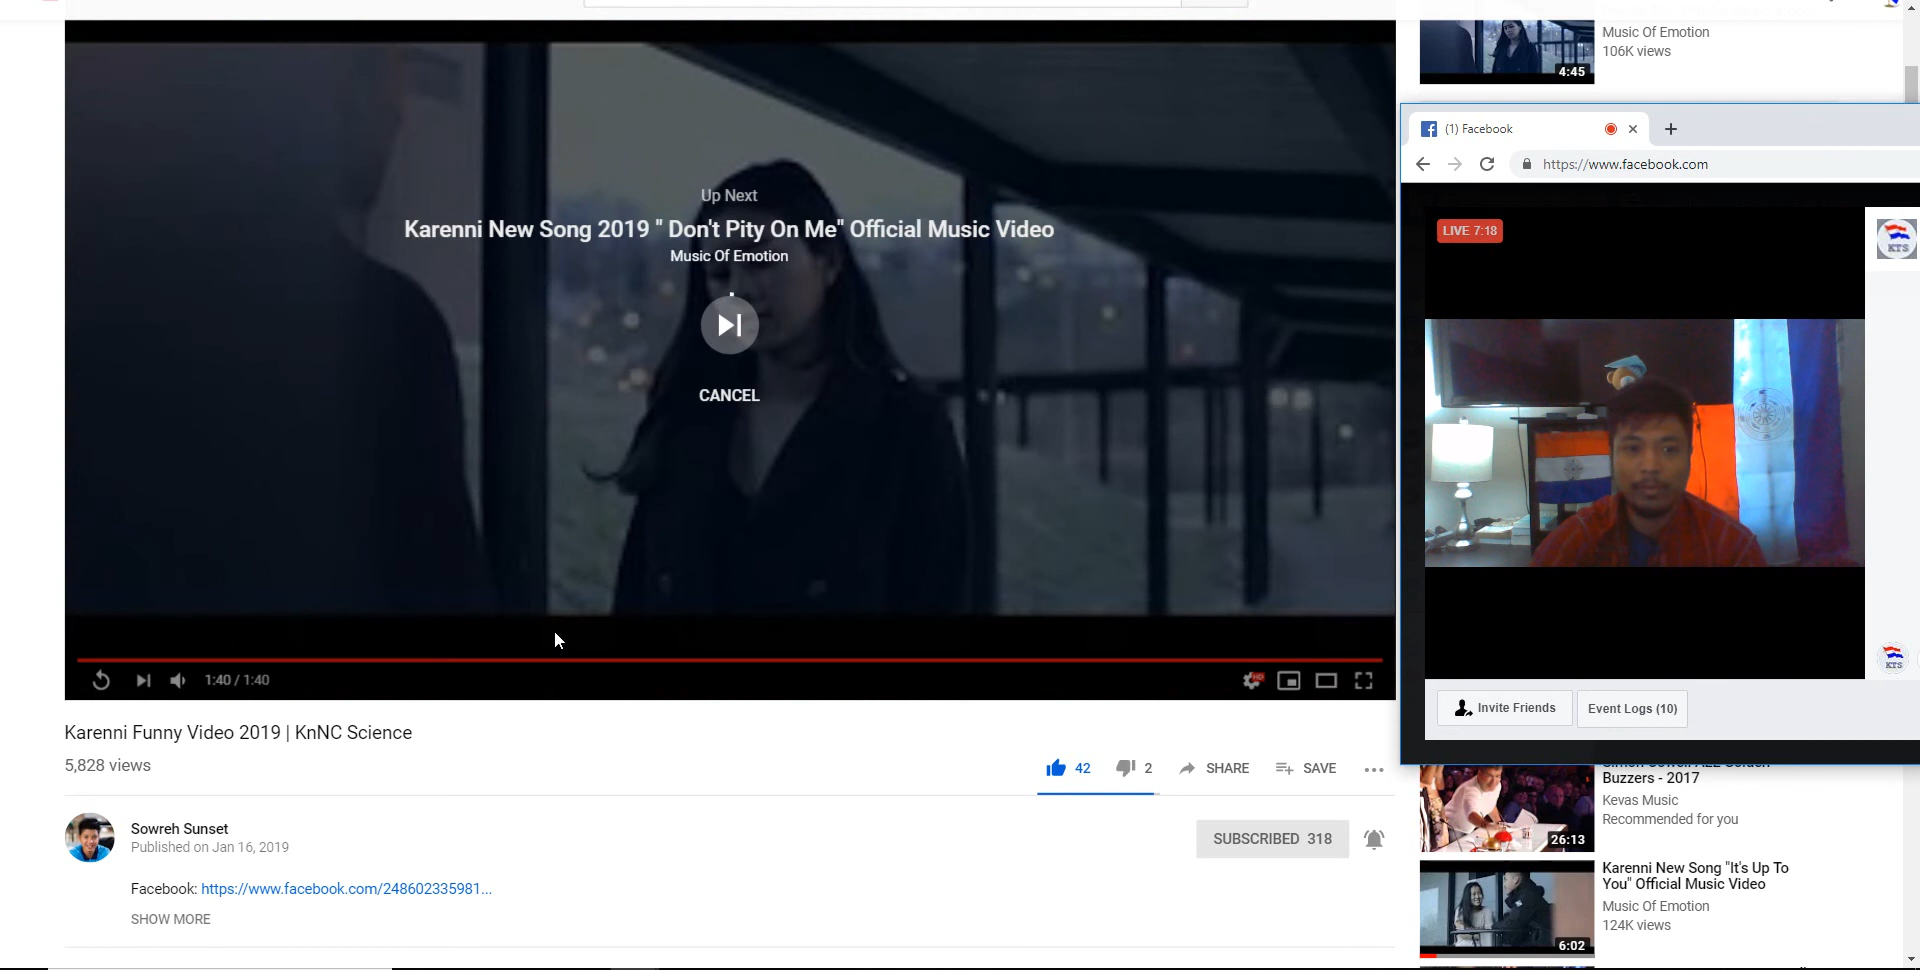 Up Next
Karenni New Song 2019 " Don't Pity On Me" Official Music Video
Music Of Emotion
CANCEL
1:40 / 1:40
HD
Karenni Funny Video 2019 | KnNC Science
5,828 views
42
2
SHARE
SAVE
Sowreh Sunset
Published on Jan 16, 2019
SUBSCRIBED 318
Facebook: https://www.facebook.com/248602335981...
SHOW MORE
Music Of Emotion
106K views
4:45
(1) Facebook
https://www.facebook.com
LIVE 7:18
KTS
KTS
Invite Friends
Event Logs (10)
Buzzers - 2017
Kevas Music
Recommended for you
26:13
Karenni New Song "It's Up To
You" Official Music Video
Music Of Emotion
124K views
6:02